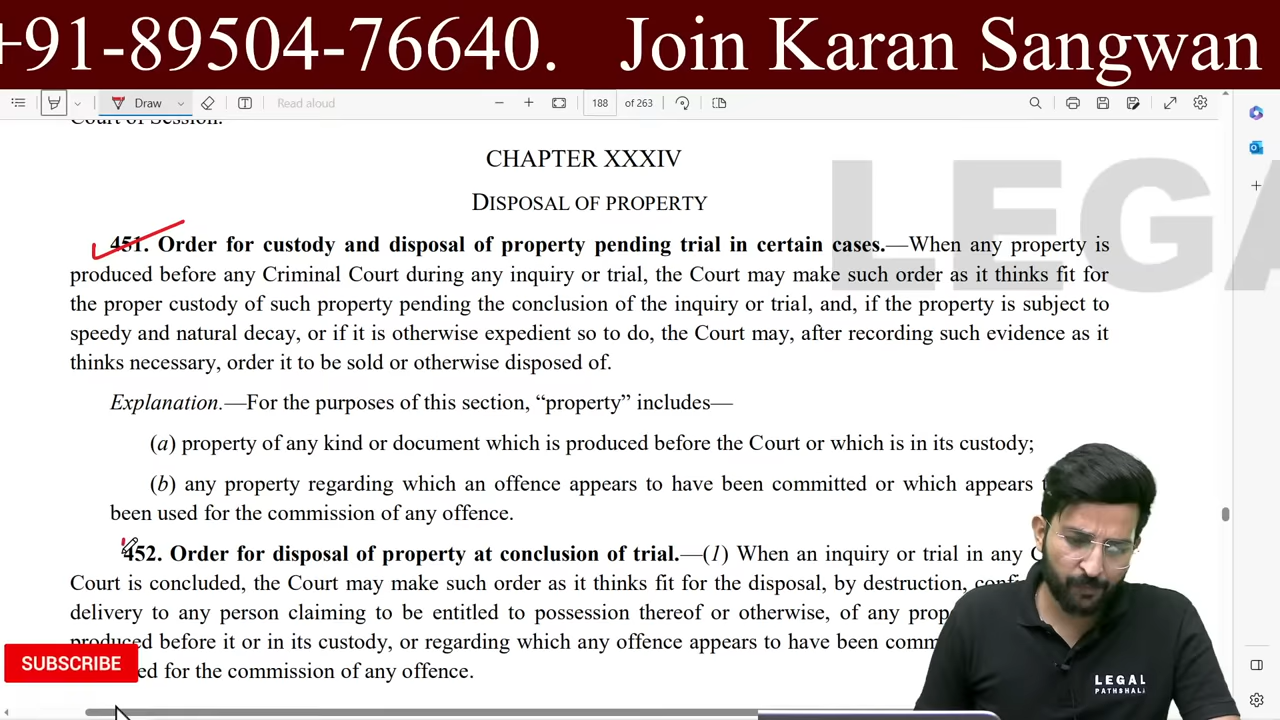 +91-89504-76640. Join Karan Sangwan
Draw
Read aloud
188 of 263
Court of Session.
CHAPTER XXXIV
DISPOSAL OF PROPERTY
LEGA
451. Order for custody and disposal of property pending trial in certain cases.—When any property is
produced before any Criminal Court during any inquiry or trial, the Court may make such order as it thinks fit for
the proper custody of such property pending the conclusion of the inquiry or trial, and, if the property is subject to
speedy and natural decay, or if it is otherwise expedient so to do, the Court may, after recording such evidence as it
thinks necessary, order it to be sold or otherwise disposed of.
Explanation.—For the purposes of this section, “property” includes—
(a) property of any kind or document which is produced before the Court or which is in its custody;
(b) any property regarding which an offence appears to have been committed or which appears
been used for the commission of any offence.
452. Order for disposal of property at conclusion of trial.—(1) When an inquiry or trial in any
Court is concluded, the Court may make such order as it thinks fit for the disposal, by destruction,
delivery to any person claiming to be entitled to possession thereof or otherwise, of any
produced before it or in its custody, or regarding which any offence appears to have been
for the commission of any offence.
SUBSCRIBE
LEGAL
PATHSHALA